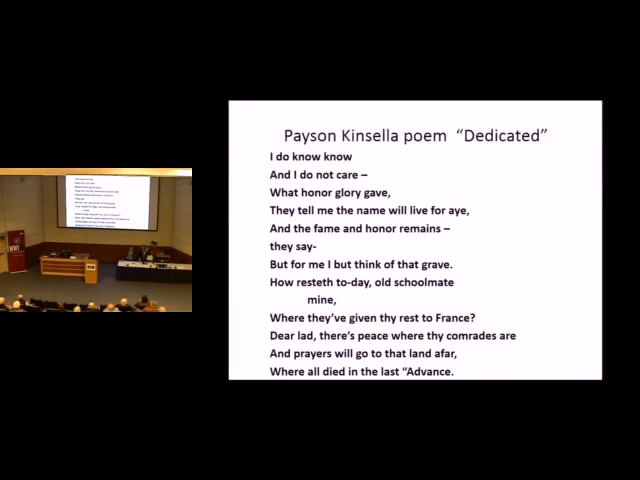 Payson Kinsella poem  “Dedicated”
I do know know
And I do not care –
What honor glory gave,
They tell me the name will live for aye,
And the fame and honor remains –
they say-
But for me I but think of that grave.
How resteth to-day, old schoolmate
mine,
Where they’ve given thy rest to France?
Dear lad, there’s peace where thy comrades are
And prayers will go to that land afar,
Where all died in the last “Advance.